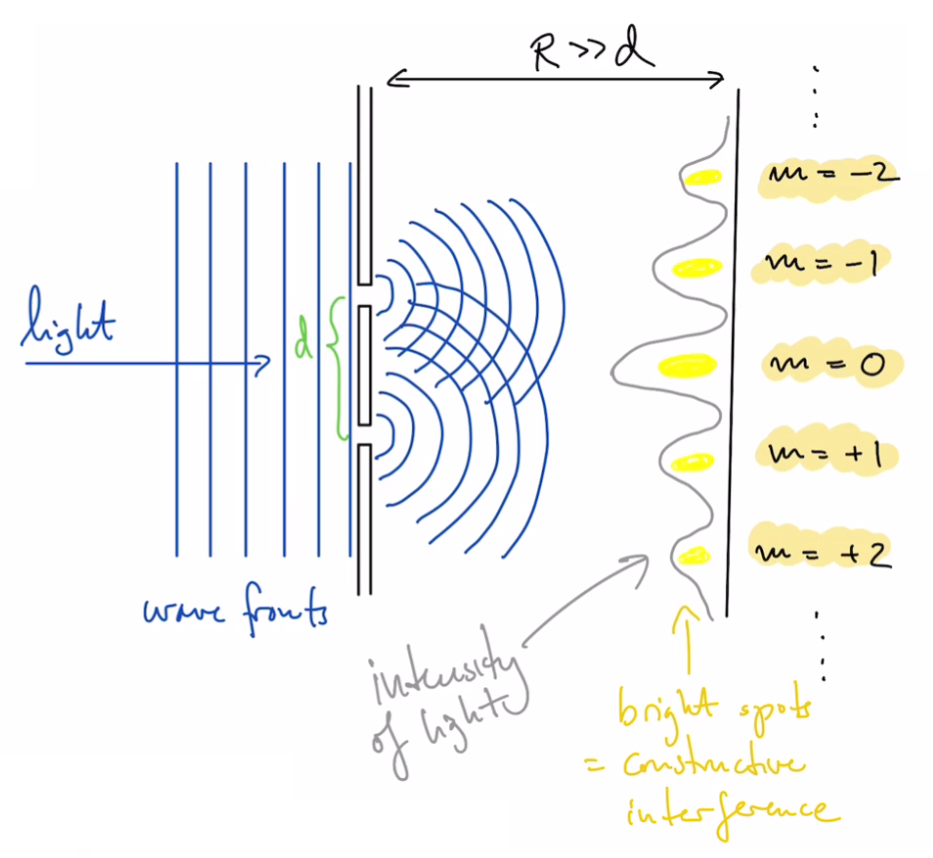 R >> d
m = -2
m = -1
light
d
m = 0
m = +1
m = +2
wave fronts
intensity
of light
bright spots
= constructive
interference